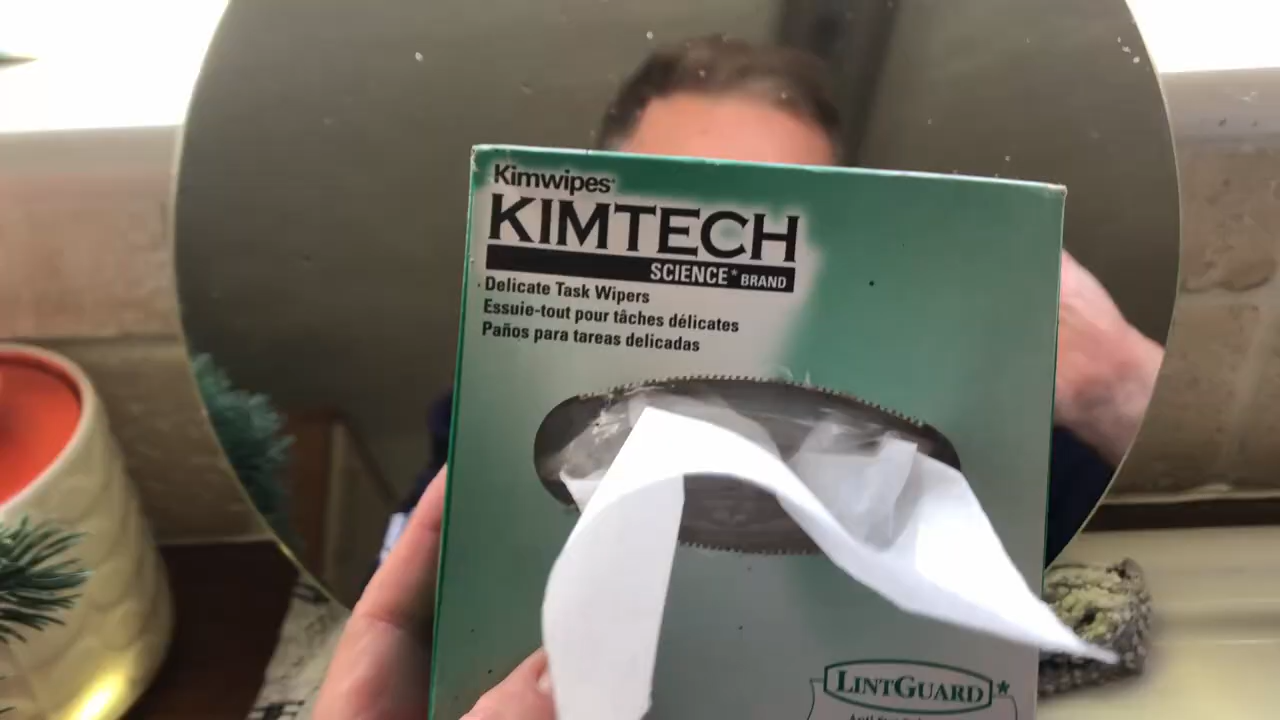 Kimwipes*
KIMTECH
SCIENCE* BRAND
Delicate Task Wipers
Essuie-tout pour tâches délicates
Paños para tareas delicadas
LINTGUARD*